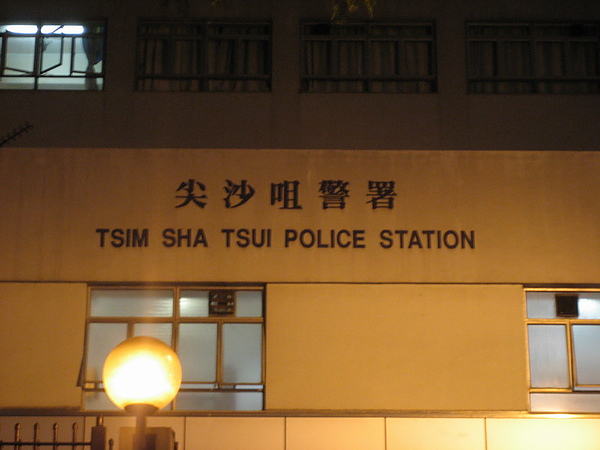 尖沙咀警署
TSIM SHA TSUI POLICE STATION